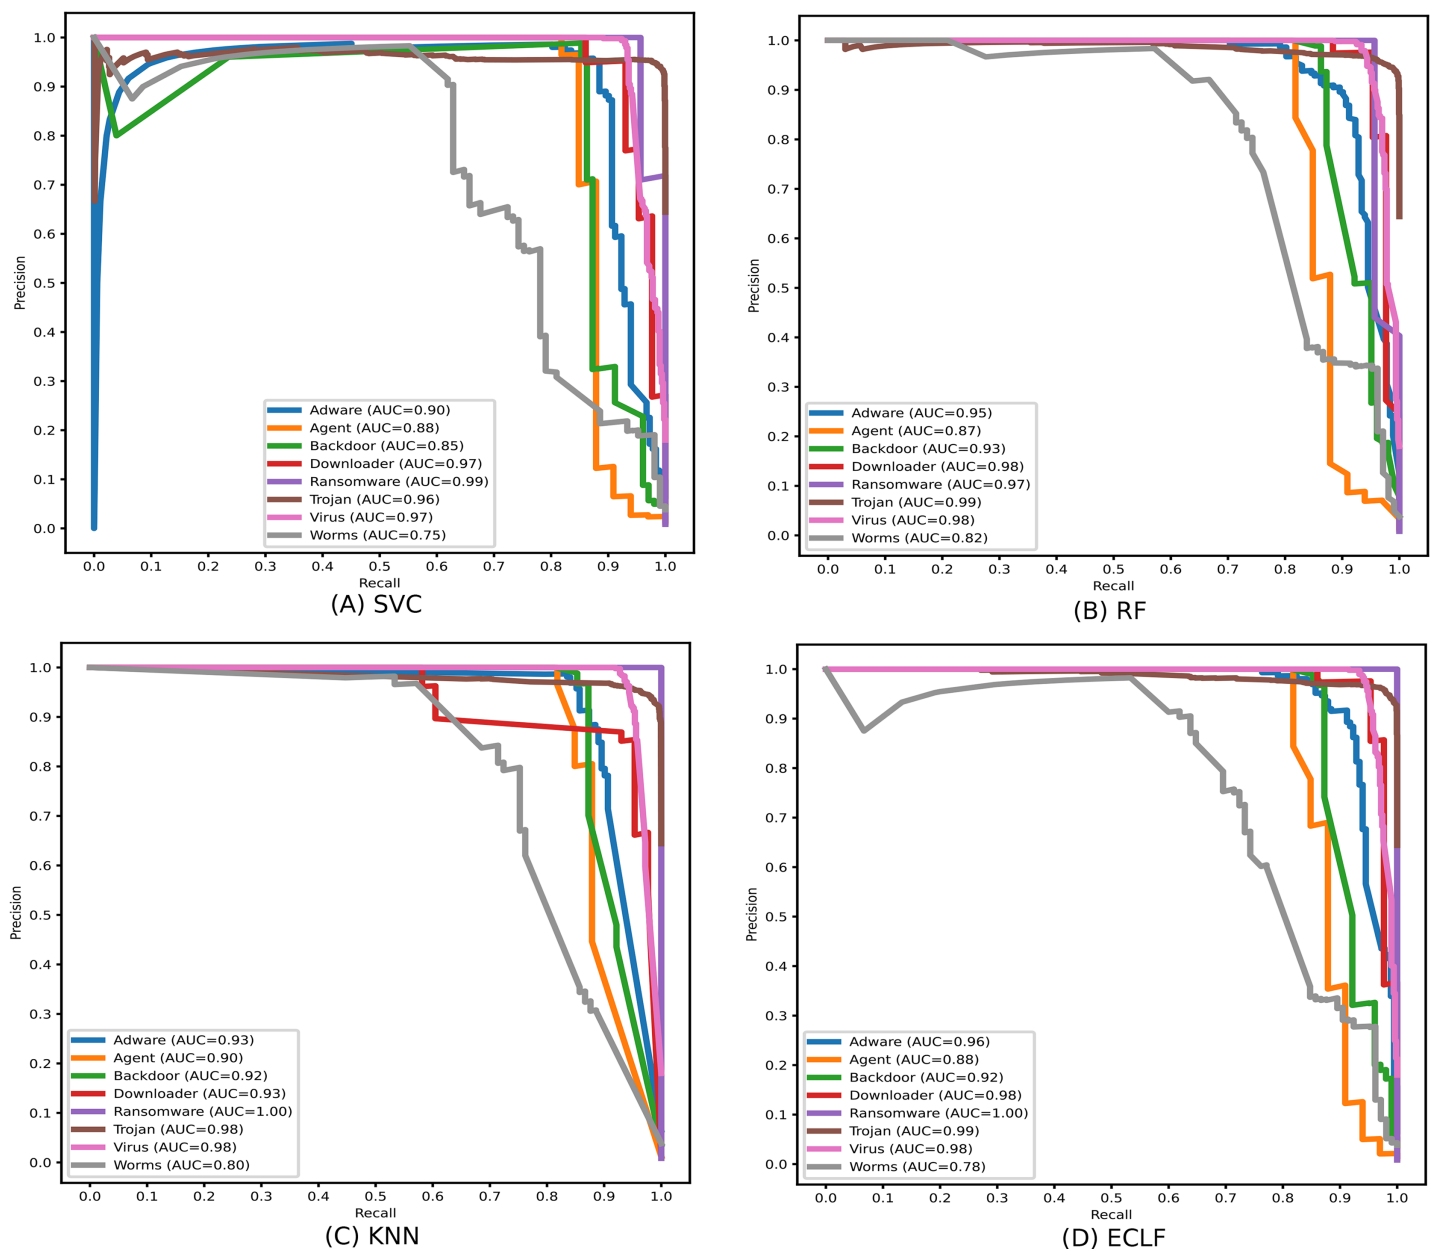 1.0
0.9
0.8
0.7
0.6
0.5
0.4
0.3
0.2
0.1
0.0
Precision
Adware (AUC=0.90)
Agent (AUC=0.88)
Backdoor (AUC=0.85)
Downloader (AUC=0.97)
Ransomware (AUC=0.99)
Trojan (AUC=0.96)
Virus (AUC=0.97)
Worms (AUC=0.75)
0.0 0.1 0.2 0.3 0.4 0.5 0.6 0.7 0.8 0.9 1.0
Recall
(A) SVC
1.0
0.9
0.8
0.7
0.6
0.5
0.4
0.3
0.2
0.1
0.0
Precision
Adware (AUC=0.95)
Agent (AUC=0.87)
Backdoor (AUC=0.93)
Downloader (AUC=0.98)
Ransomware (AUC=0.97)
Trojan (AUC=0.99)
Virus (AUC=0.98)
Worms (AUC=0.82)
0.0 0.1 0.2 0.3 0.4 0.5 0.6 0.7 0.8 0.9 1.0
Recall
(B) RF
1.0
0.9
0.8
0.7
0.6
0.5
0.4
0.3
0.2
0.1
0.0
Precision
Adware (AUC=0.93)
Agent (AUC=0.90)
Backdoor (AUC=0.92)
Downloader (AUC=0.93)
Ransomware (AUC=1.00)
Trojan (AUC=0.98)
Virus (AUC=0.98)
Worms (AUC=0.80)
0.0 0.1 0.2 0.3 0.4 0.5 0.6 0.7 0.8 0.9 1.0
Recall
(C) KNN
1.0
0.9
0.8
0.7
0.6
0.5
0.4
0.3
0.2
0.1
0.0
Precision
Adware (AUC=0.96)
Agent (AUC=0.88)
Backdoor (AUC=0.92)
Downloader (AUC=0.98)
Ransomware (AUC=1.00)
Trojan (AUC=0.99)
Virus (AUC=0.98)
Worms (AUC=0.78)
0.0 0.1 0.2 0.3 0.4 0.5 0.6 0.7 0.8 0.9 1.0
Recall
(D) ECLF